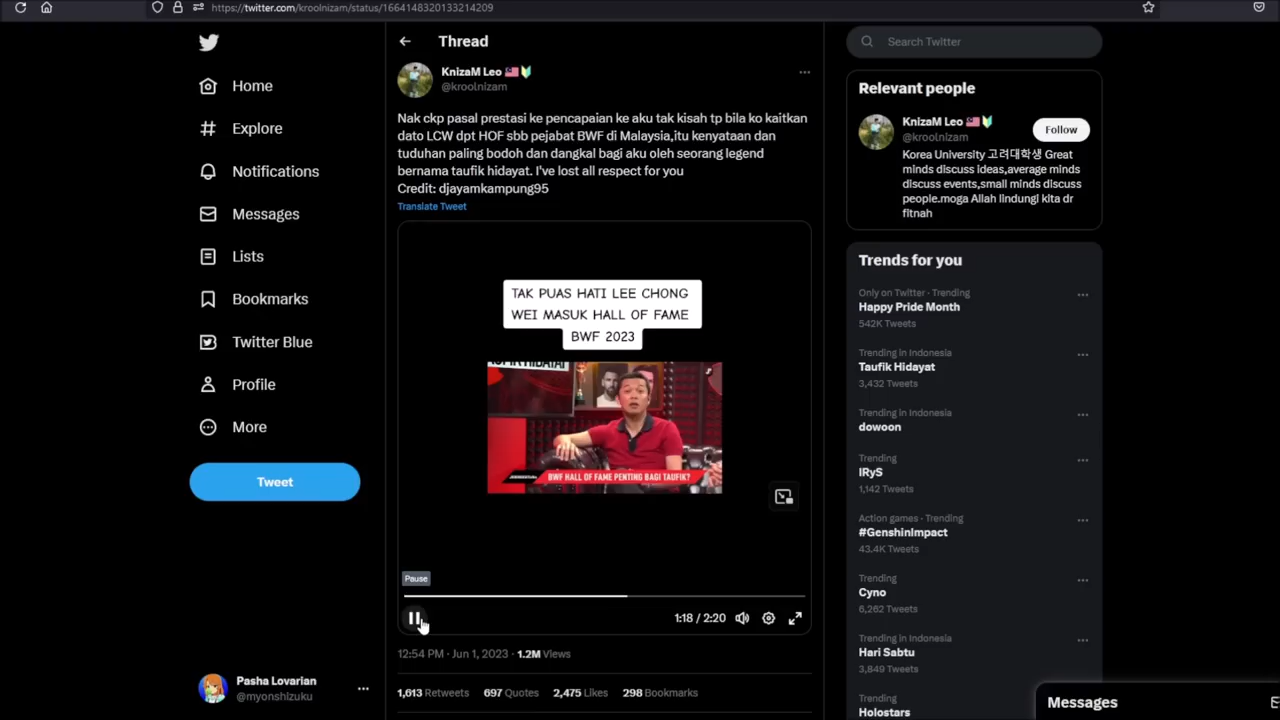 https://twitter.com/kroolnizam/status/1664148320133214209
Home
Explore
Notifications
Messages
Lists
Bookmarks
Twitter Blue
Profile
More
Tweet
Pasha Lovarian
@myonshizuku
Thread
KnizaM Leo
@kroolnizam
Nak ckp pasal prestasi ke pencapaian ke aku tak kisah tp bila ko kaitkan
dato LCW dpt HOF sbb pejabat BWF di Malaysia,itu kenyataan dan
tuduhan paling bodoh dan dangkal bagi aku oleh seorang legend
bernama taufik hidayat. I've lost all respect for you
Credit: djayamkampung95
Translate Tweet
TAK PUAS HATI LEE CHONG
WEI MASUK HALL OF FAME
BWF 2023
BWF HALL OF FAME PENTING BAGI TAUFIK?
Pause
1:18 / 2:20
12:54 PM · Jun 1, 2023 · 1.2M Views
1,613 Retweets 697 Quotes 2,475 Likes 298 Bookmarks
Search Twitter
Relevant people
KnizaM Leo
@kroolnizam
Follow
Korea University 고려대학생 Great
minds discuss ideas,average minds
discuss events,small minds discuss
people.moga Allah lindungi kita dr
fitnah
Trends for you
Only on Twitter · Trending
Happy Pride Month
542K Tweets
Trending in Indonesia
Taufik Hidayat
3,432 Tweets
Trending in Indonesia
dowoon
Trending
IRyS
1,142 Tweets
Action games · Trending
#GenshinImpact
43.4K Tweets
Trending
Cyno
6,262 Tweets
Trending in Indonesia
Hari Sabtu
3,849 Tweets
Trending
Holostars
Messages